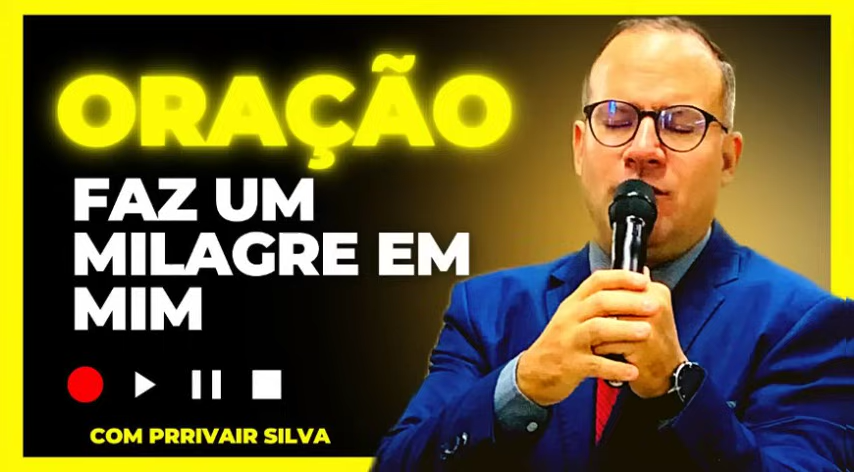 ORAÇÃO
FAZ UM
MILAGRE EM
MIM
COM PRRIVAIR SILVA